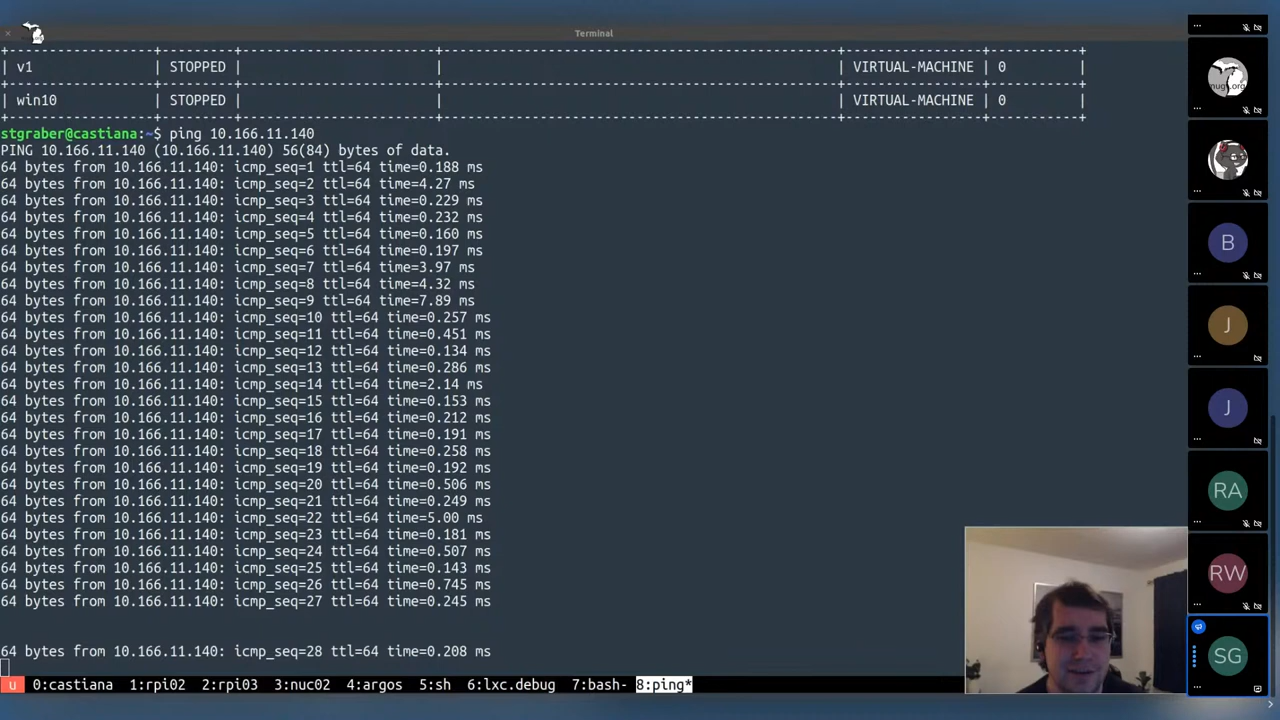 Terminal
| v1 | STOPPED | | | VIRTUAL-MACHINE | 0 |
| win10 | STOPPED | | | VIRTUAL-MACHINE | 0 |
stgraber@castiana:~$ ping 10.166.11.140
PING 10.166.11.140 (10.166.11.140) 56(84) bytes of data.
64 bytes from 10.166.11.140: icmp_seq=1 ttl=64 time=0.188 ms
64 bytes from 10.166.11.140: icmp_seq=2 ttl=64 time=4.27 ms
64 bytes from 10.166.11.140: icmp_seq=3 ttl=64 time=0.229 ms
64 bytes from 10.166.11.140: icmp_seq=4 ttl=64 time=0.232 ms
64 bytes from 10.166.11.140: icmp_seq=5 ttl=64 time=0.160 ms
64 bytes from 10.166.11.140: icmp_seq=6 ttl=64 time=0.197 ms
64 bytes from 10.166.11.140: icmp_seq=7 ttl=64 time=3.97 ms
64 bytes from 10.166.11.140: icmp_seq=8 ttl=64 time=4.32 ms
64 bytes from 10.166.11.140: icmp_seq=9 ttl=64 time=7.89 ms
64 bytes from 10.166.11.140: icmp_seq=10 ttl=64 time=0.257 ms
64 bytes from 10.166.11.140: icmp_seq=11 ttl=64 time=0.451 ms
64 bytes from 10.166.11.140: icmp_seq=12 ttl=64 time=0.134 ms
64 bytes from 10.166.11.140: icmp_seq=13 ttl=64 time=0.286 ms
64 bytes from 10.166.11.140: icmp_seq=14 ttl=64 time=2.14 ms
64 bytes from 10.166.11.140: icmp_seq=15 ttl=64 time=0.153 ms
64 bytes from 10.166.11.140: icmp_seq=16 ttl=64 time=0.212 ms
64 bytes from 10.166.11.140: icmp_seq=17 ttl=64 time=0.191 ms
64 bytes from 10.166.11.140: icmp_seq=18 ttl=64 time=0.258 ms
64 bytes from 10.166.11.140: icmp_seq=19 ttl=64 time=0.192 ms
64 bytes from 10.166.11.140: icmp_seq=20 ttl=64 time=0.506 ms
64 bytes from 10.166.11.140: icmp_seq=21 ttl=64 time=0.249 ms
64 bytes from 10.166.11.140: icmp_seq=22 ttl=64 time=5.00 ms
64 bytes from 10.166.11.140: icmp_seq=23 ttl=64 time=0.181 ms
64 bytes from 10.166.11.140: icmp_seq=24 ttl=64 time=0.507 ms
64 bytes from 10.166.11.140: icmp_seq=25 ttl=64 time=0.143 ms
64 bytes from 10.166.11.140: icmp_seq=26 ttl=64 time=0.745 ms
64 bytes from 10.166.11.140: icmp_seq=27 ttl=64 time=0.245 ms
64 bytes from 10.166.11.140: icmp_seq=28 ttl=64 time=0.208 ms
u 0:castiana 1:rpi02 2:rpi03 3:nuc02 4:argos 5:sh 6:lxc.debug 7:bash- 8:ping*
B
J
J
RA
RW
SG